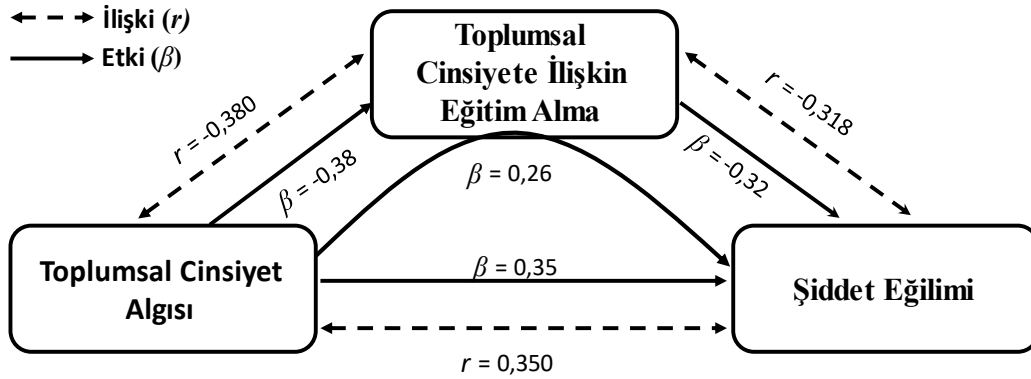 İlişki (r)
Etki (β)
Toplumsal
Cinsiyete İlişkin
Eğitim Alma
r = -0,380
β = -0,38
r = -0,318
β = -0,32
β = 0,26
Toplumsal Cinsiyet
Algısı
β = 0,35
Şiddet Eğilimi
r = 0,350